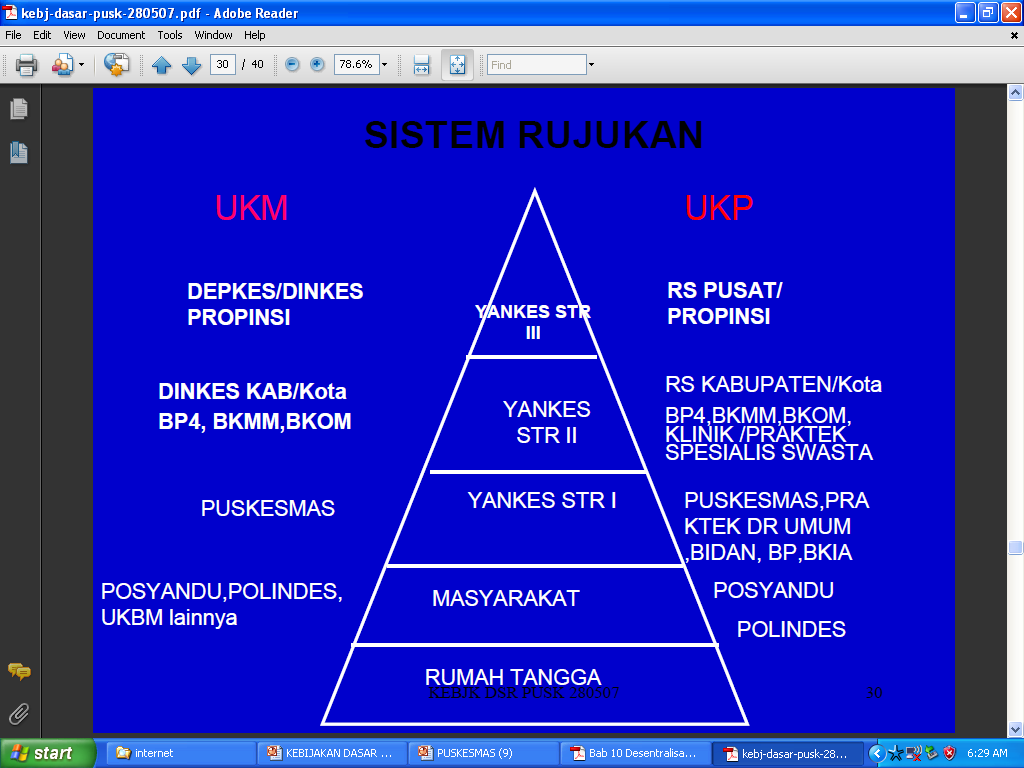 kebj-dasar-pusk-280507.pdf - Adobe Reader
File Edit View Document Tools Window Help
30 / 40 78.6% Find
SISTEM RUJUKAN
UKM
UKP
DEPKES/DINKES
PROPINSI
YANKES STR
III
RS PUSAT/
PROPINSI
DINKES KAB/Kota
BP4, BKMM,BKOM
YANKES
STR II
RS KABUPATEN/Kota
BP4,BKMM,BKOM,
KLINIK /PRAKTEK
SPESIALIS SWASTA
PUSKESMAS
YANKES STR I
PUSKESMAS,PRA
KTEK DR UMUM
,BIDAN, BP,BKIA
POSYANDU,POLINDES,
UKBM lainnya
MASYARAKAT
POSYANDU
POLINDES
RUMAH TANGGA
KEBJK DSR PUSK 280507
30
start internet KEBIJAKAN DASAR ... PUSKESMAS (9) Bab 10 Desentralisa... kebj-dasar-pusk-28... 6:29 AM